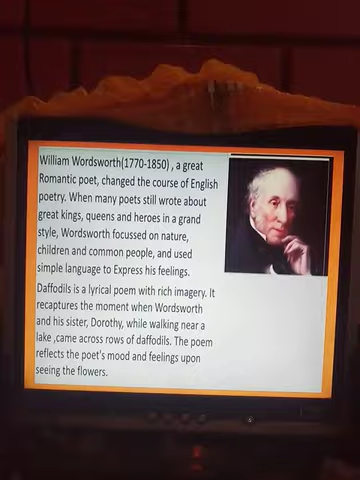 William Wordsworth(1770-1850) , a great
Romantic poet, changed the course of English
poetry. When many poets still wrote about
great kings, queens and heroes in a grand
style, Wordsworth focussed on nature,
children and common people, and used
simple language to Express his feelings.
Daffodils is a lyrical poem with rich imagery. It
recaptures the moment when Wordsworth
and his sister, Dorothy, while walking near a
lake ,came across rows of daffodils. The poem
reflects the poet's mood and feelings upon
seeing the flowers.